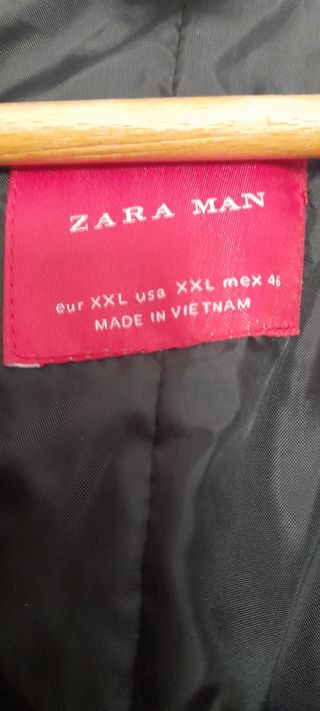 ZARA MAN
eur XXL usa XXL mex 46
MADE IN VIETNAM